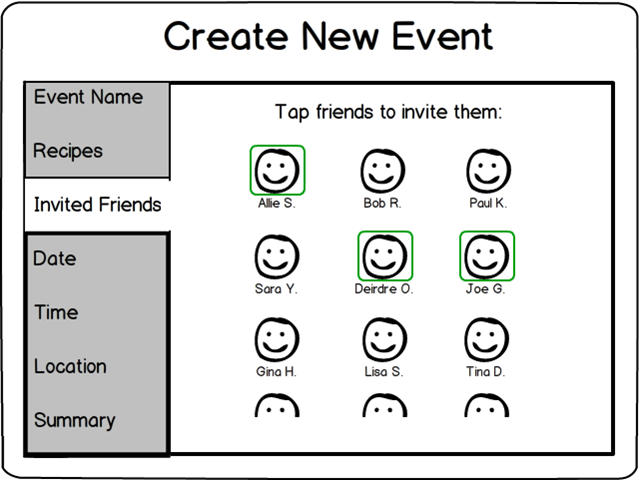 Create New Event
Event Name
Recipes
Invited Friends
Date
Time
Location
Summary
Tap friends to invite them:
Allie S.
Bob R.
Paul K.
Sara Y.
Deirdre O.
Joe G.
Gina H.
Lisa S.
Tina D.